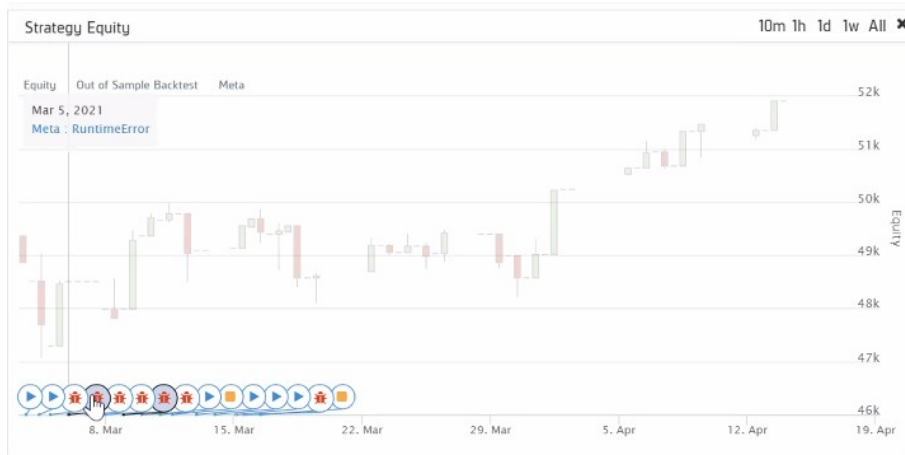 Strategy Equity
10m 1h 1d 1w All ×
Equity Out of Sample Backtest Meta
Mar 5, 2021
Meta : RuntimeError
52k
51k
50k
49k
48k
47k
46k
Equity
8. Mar 15. Mar 22. Mar 29. Mar 5. Apr 12. Apr 19. Apr